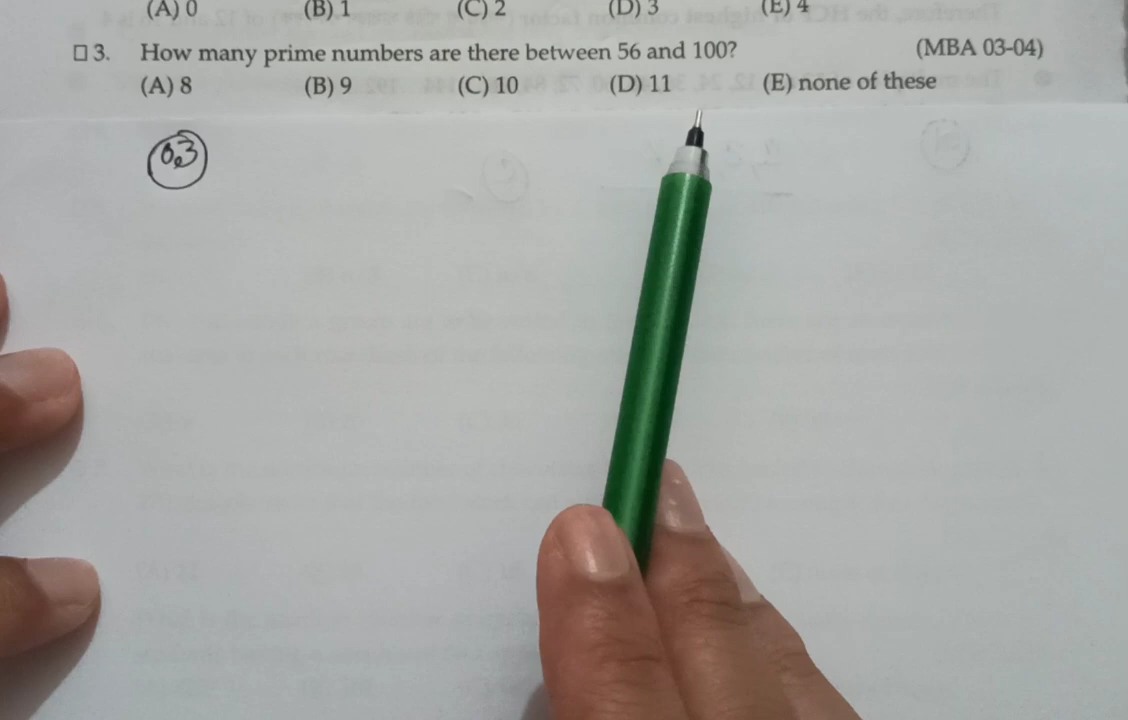 (A) 0 (B) 1 (C) 2 (D) 3 (E) 4
3. How many prime numbers are there between 56 and 100? (MBA 03-04)
(A) 8 (B) 9 (C) 10 (D) 11 (E) none of these
03